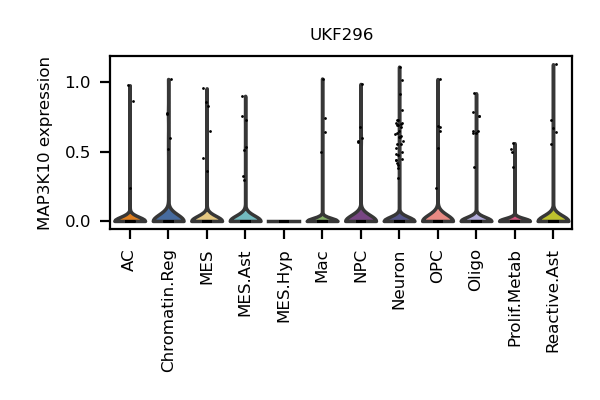 UKF296
MAP3K10 expression
1.0
0.5
0.0
AC
Chromatin.Reg
MES
MES.Ast
MES.Hyp
Mac
NPC
Neuron
OPC
Oligo
Prolif.Metab
Reactive.Ast